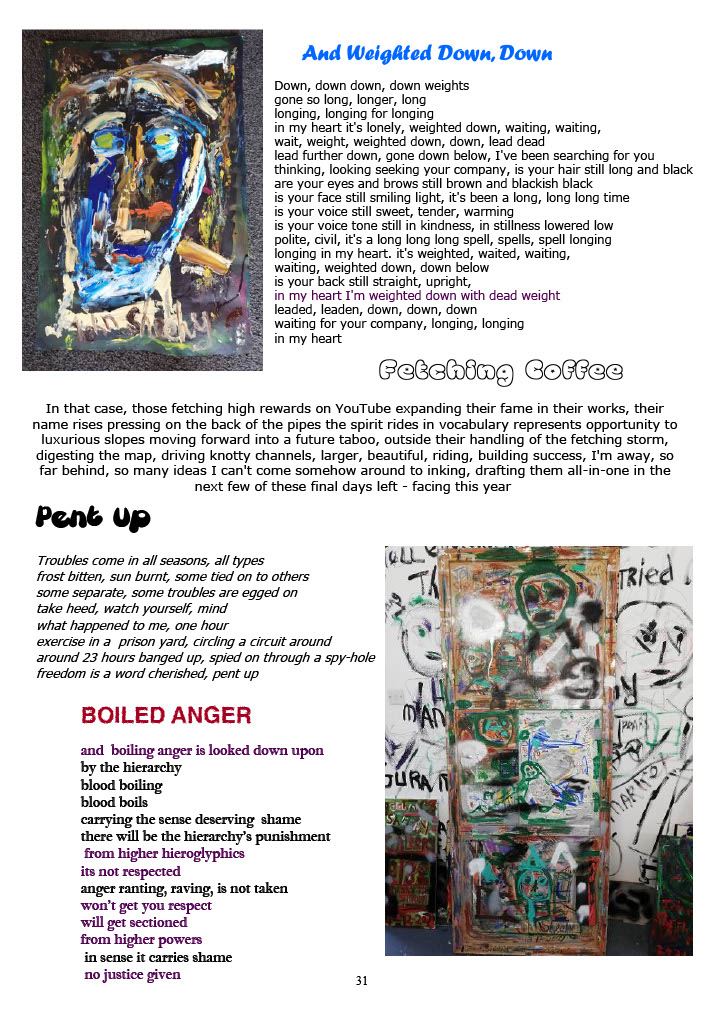 And Weighted Down, Down
Down, down down, down weights
gone so long, longer, long
longing, longing for longing
in my heart it's lonely, weighted down, waiting, waiting,
wait, weight, weighted down, down, lead dead
lead further down, gone down below, I've been searching for you
thinking, looking seeking your company, is your hair still long and black
are your eyes and brows still brown and blackish black
is your face still smiling light, it's been a long, long long time
is your voice still sweet, tender, warming
is your voice tone still in kindness, in stillness lowered low
polite, civil, it's a long long long spell, spells, spell longing
longing in my heart. it's weighted, waited, waiting,
waiting, weighted down, down below
is your back still straight, upright,
in my heart I'm weighted down with dead weight
leaded, leaden, down, down, down
waiting for your company, longing, longing
in my heart
Fetching Coffee
In that case, those fetching high rewards on YouTube expanding their fame in their works, their
name rises pressing on the back of the pipes the spirit rides in vocabulary represents opportunity to
luxurious slopes moving forward into a future taboo, outside their handling of the fetching storm,
digesting the map, driving knotty channels, larger, beautiful, riding, building success, I'm away, so
far behind, so many ideas I can't come somehow around to inking, drafting them all-in-one in the
next few of these final days left - facing this year
Pent Up
Troubles come in all seasons, all types
frost bitten, sun burnt, some tied on to others
some separate, some troubles are egged on
take heed, watch yourself, mind
what happened to me, one hour
exercise in a  prison yard, circling a circuit around
around 23 hours banged up, spied on through a spy-hole
freedom is a word cherished, pent up
TRIED
MAN
BOILED ANGER
and  boiling anger is looked down upon
by the hierarchy
blood boiling
blood boils
carrying the sense deserving  shame
there will be the hierarchy's punishment
from higher hieroglyphics
its not respected
anger ranting, raving, is not taken
won't get you respect
will get sectioned
from higher powers
in sense it carries shame
no justice given
31